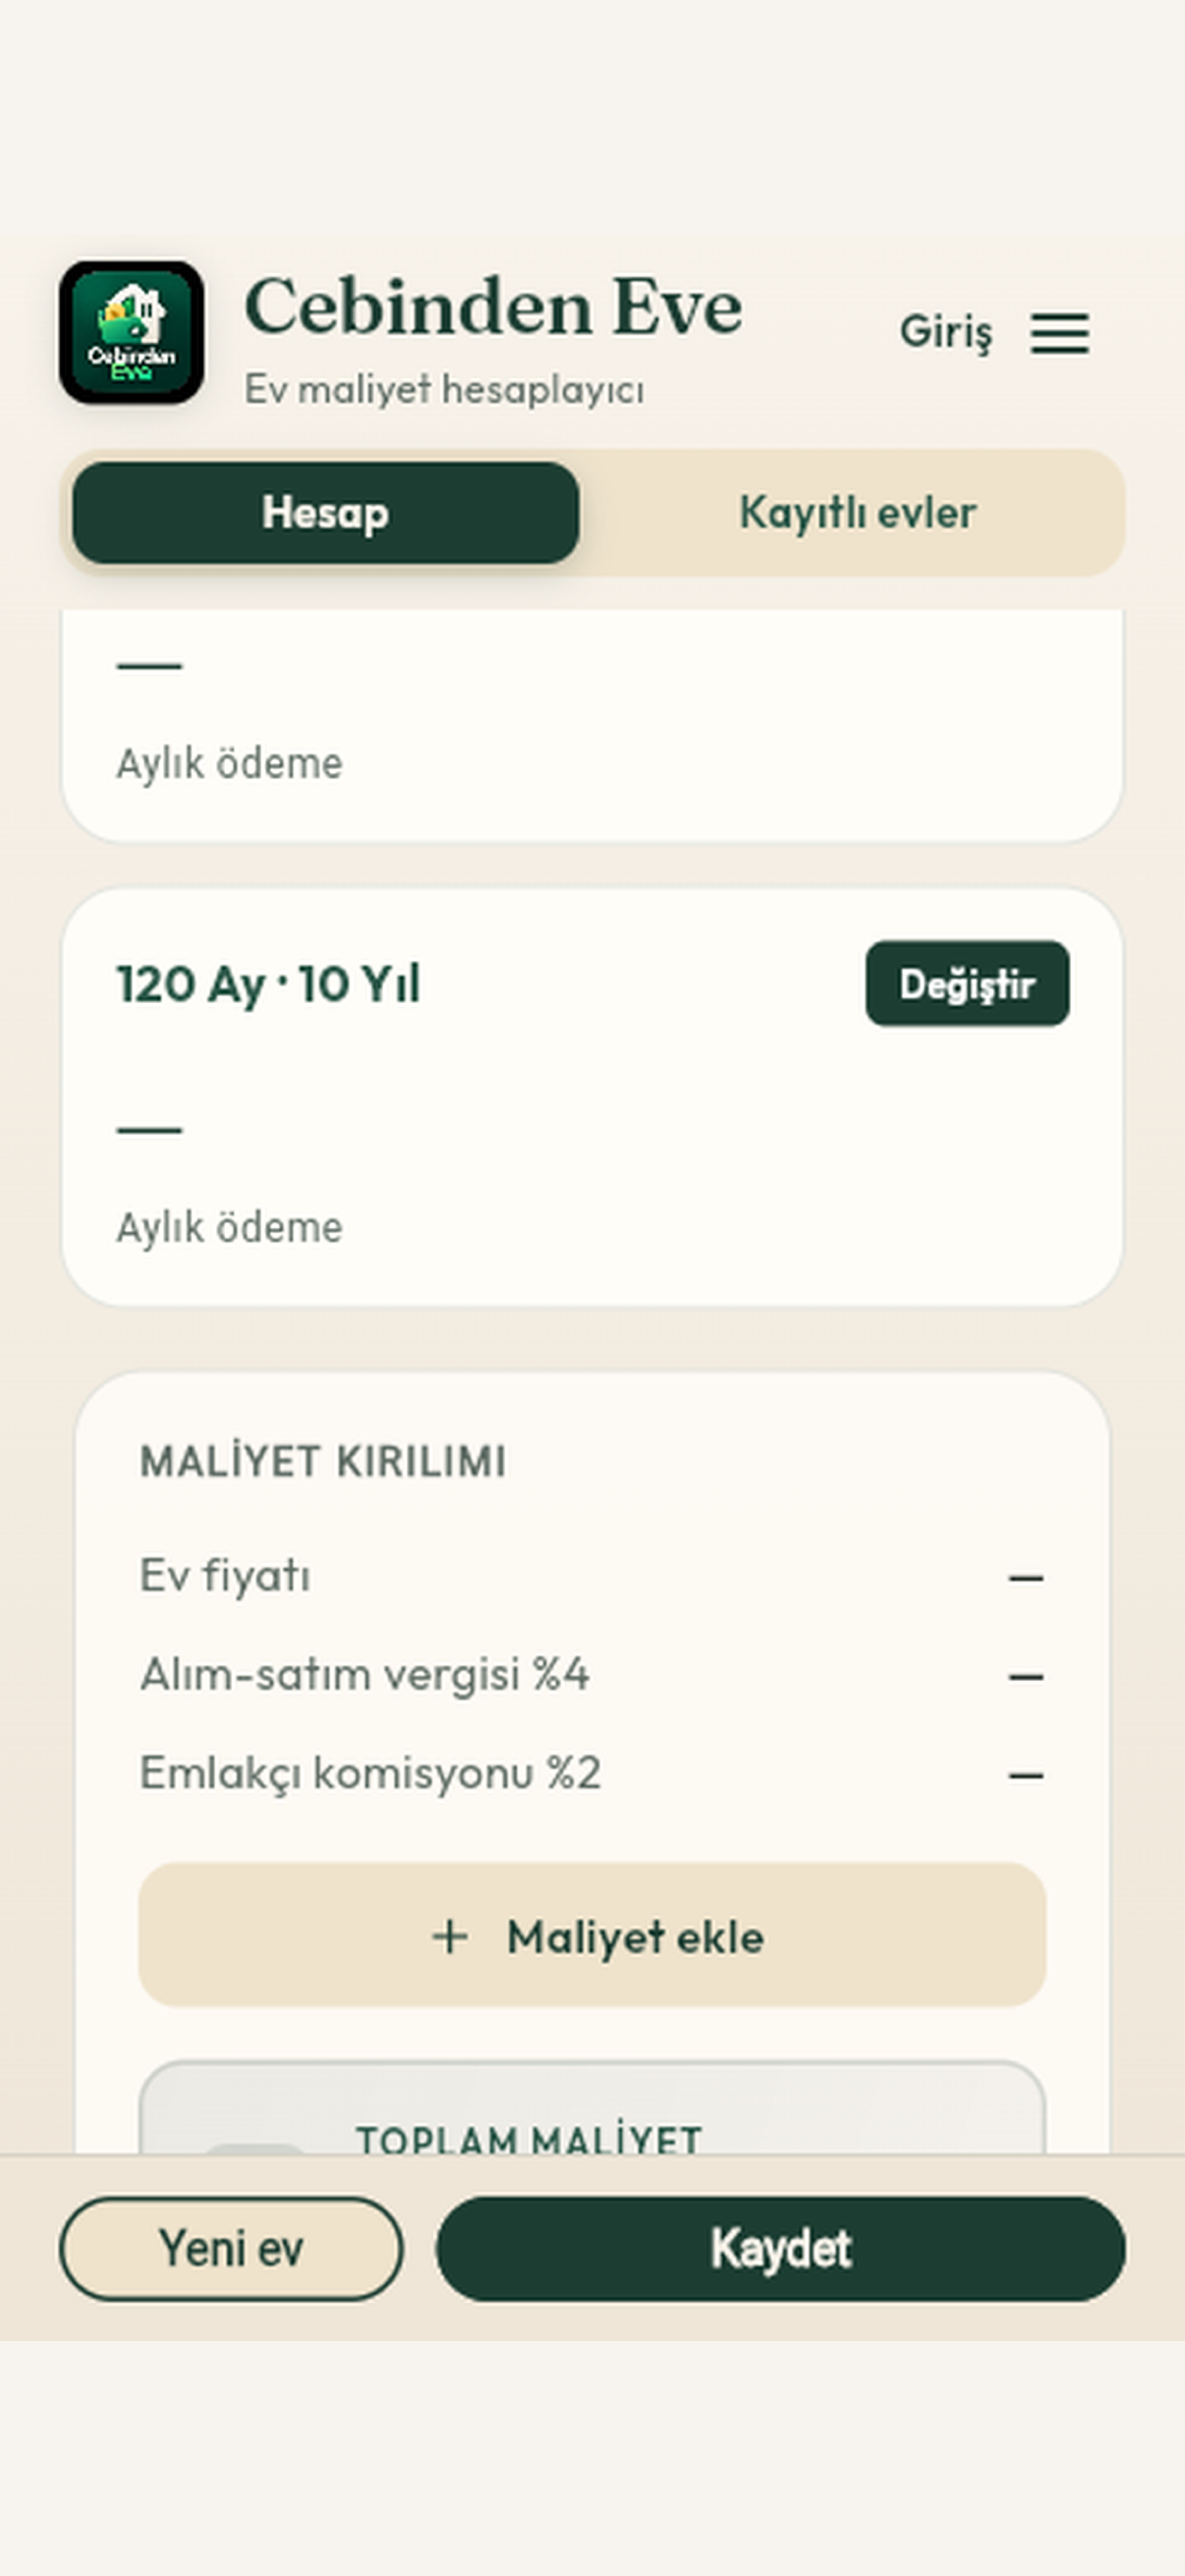 Cebinden
Eve
Cebinden Eve
Ev maliyet hesaplayıcı
Giriş
Hesap
Kayıtlı evler
—
Aylık ödeme
120 Ay · 10 Yıl
Değiştir
—
Aylık ödeme
MALİYET KIRILIMI
Ev fiyatı —
Alım-satım vergisi %4 —
Emlakçı komisyonu %2 —
+ Maliyet ekle
TOPLAM MALİYET
Yeni ev
Kaydet